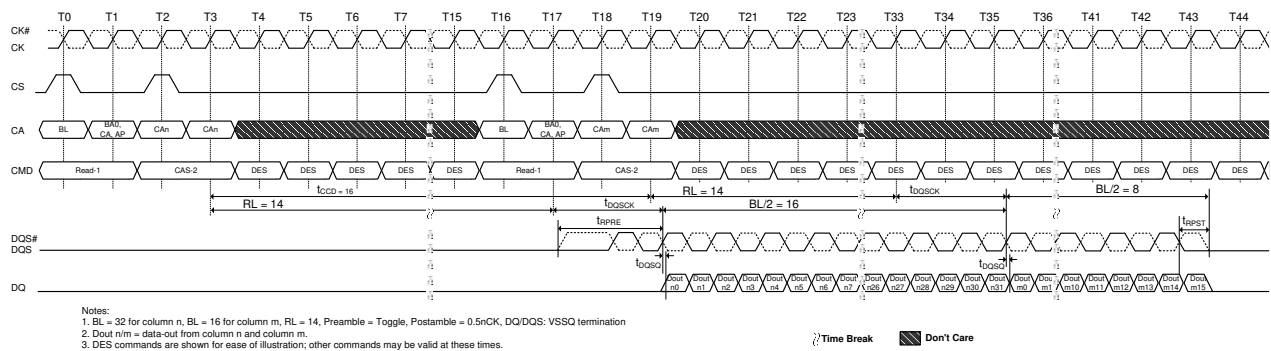 T0 T1 T2 T3 T4 T5 T6 T7 T15 T16 T17 T18 T19 T20 T21 T22 T23 T33 T34 T35 T36 T41 T42 T43 T44
CK#
CK
CS
CA BL BA0, CA, AP CAn CAn BL BA0, CA, AP CAm CAm
CMD Read-1 CAS-2 DES DES DES DES DES Read-1 CAS-2 DES DES DES DES DES DES DES DES DES DES DES DES
tCCD = 16 RL = 14 tDQSCK BL/2 = 8
RL = 14 tDQSCK BL/2 = 16
tRPRE tRPST
DQS#
DQS
tDQSQ tDQSQ
DQ Dout n0 Dout n1 Dout n2 Dout n3 Dout n4 Dout n5 Dout n6 Dout n7 Dout n26 Dout n27 Dout n28 Dout n29 Dout n30 Dout n31 Dout m0 Dout m1 Dout m10 Dout m11 Dout m12 Dout m13 Dout m14 Dout m15
Notes:
1. BL = 32 for column n, BL = 16 for column m, RL = 14, Preamble = Toggle, Postamble = 0.5nCK, DQ/DQS: VSSQ termination
2. Dout n/m = data-out from column n and column m.
3. DES commands are shown for ease of illustration; other commands may be valid at these times.
Time Break Don't Care